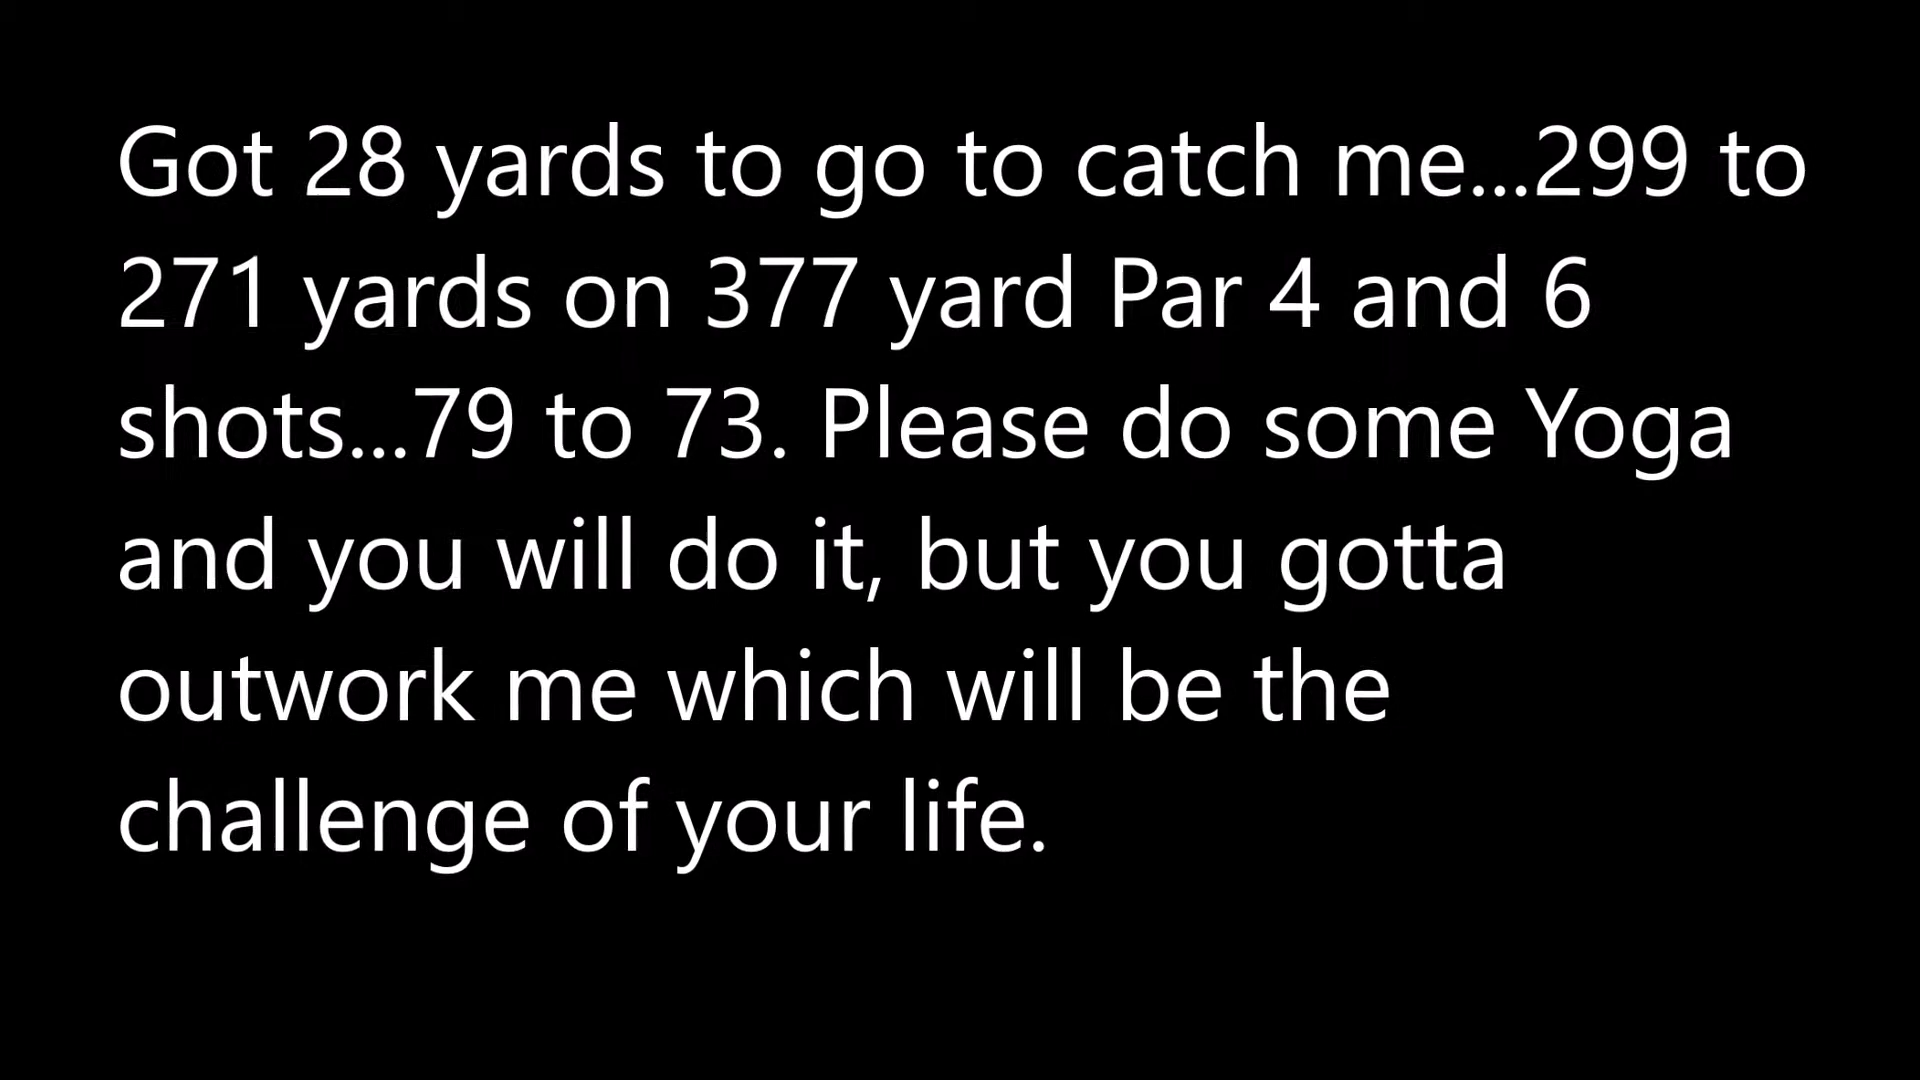 Got 28 yards to go to catch me...299 to
271 yards on 377 yard Par 4 and 6
shots...79 to 73. Please do some Yoga
and you will do it, but you gotta
outwork me which will be the
challenge of your life.